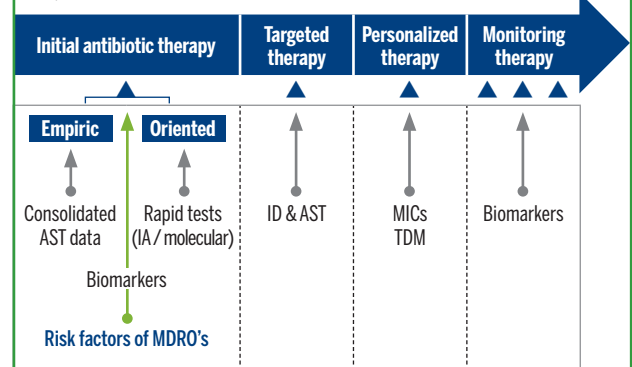 Initial antibiotic therapy
Targeted
therapy
Personalized
therapy
Monitoring
therapy
Empiric
Oriented
Consolidated
AST data
Rapid tests
(IA / molecular)
ID & AST
MICs
TDM
Biomarkers
Biomarkers
Risk factors of MDRO's